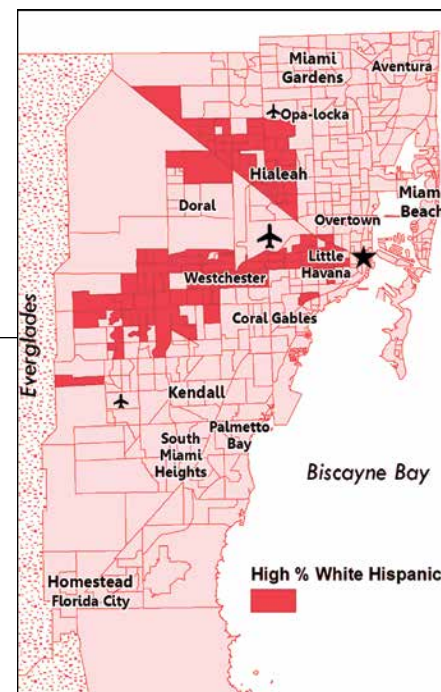 Miami
Gardens
Aventura
Opa-locka
Hialeah
Miami
Beach
Doral
Overtown
Little
Havana
Westchester
Coral Gables
Everglades
Kendall
Palmetto
Bay
South
Miami
Heights
Biscayne Bay
High % White Hispanic
Homestead
Florida City